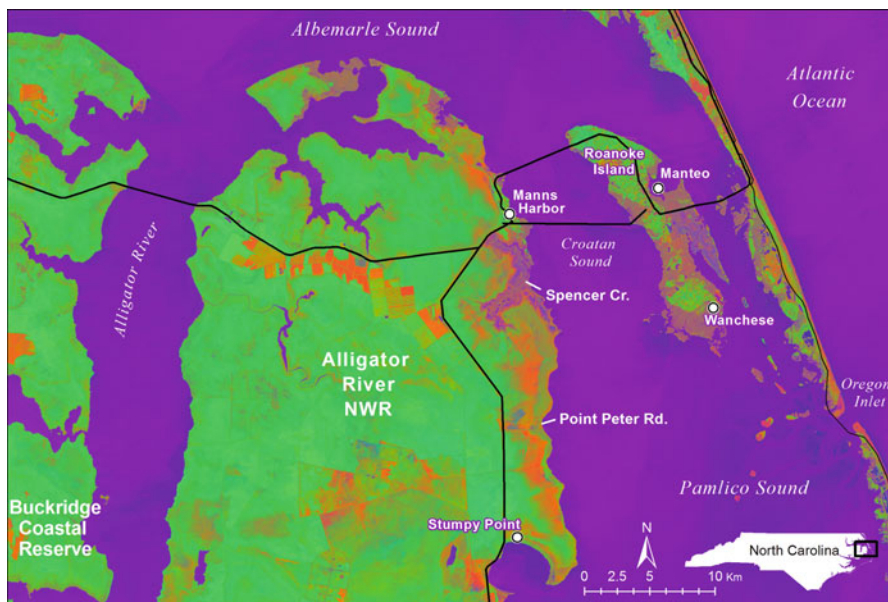 Albemarle Sound
Atlantic
Ocean
Roanoke
Island
Manteo
Manns
Harbor
Croatan
Sound
Alligator River
Spencer Cr.
Wanchese
Alligator
River
NWR
Oregon
Inlet
Point Peter Rd.
Pamlico Sound
Buckridge
Coastal
Reserve
Stumpy Point
N
North Carolina
0 2.5 5 10 Km